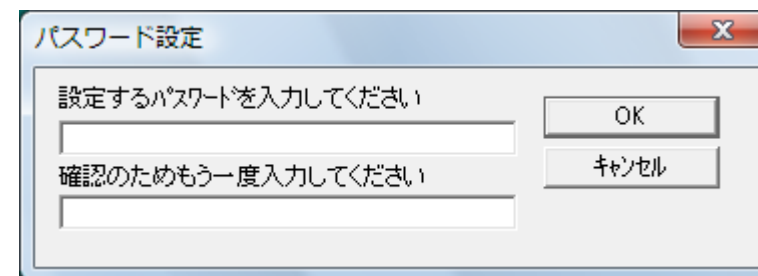 パスワード設定
設定するﾊﾟｽﾜｰﾄﾞを入力してください
OK
確認のためもう一度入力してください
ｷｬﾝｾﾙ